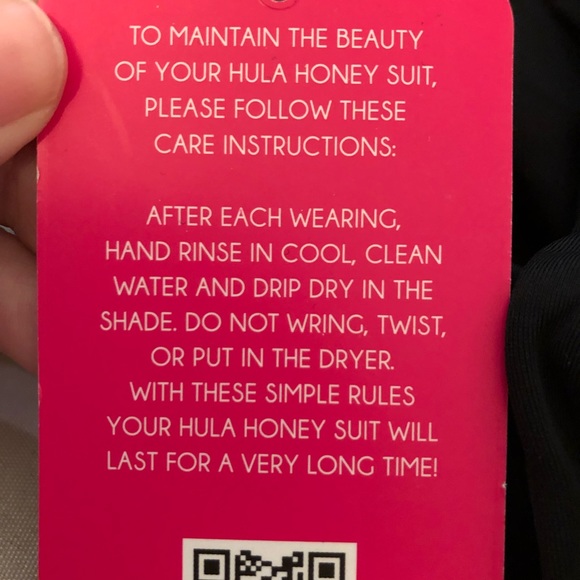 TO MAINTAIN THE BEAUTY
OF YOUR HULA HONEY SUIT,
PLEASE FOLLOW THESE
CARE INSTRUCTIONS:
AFTER EACH WEARING,
HAND RINSE IN COOL, CLEAN
WATER AND DRIP DRY IN THE
SHADE. DO NOT WRING, TWIST,
OR PUT IN THE DRYER.
WITH THESE SIMPLE RULES
YOUR HULA HONEY SUIT WILL
LAST FOR A VERY LONG TIME!